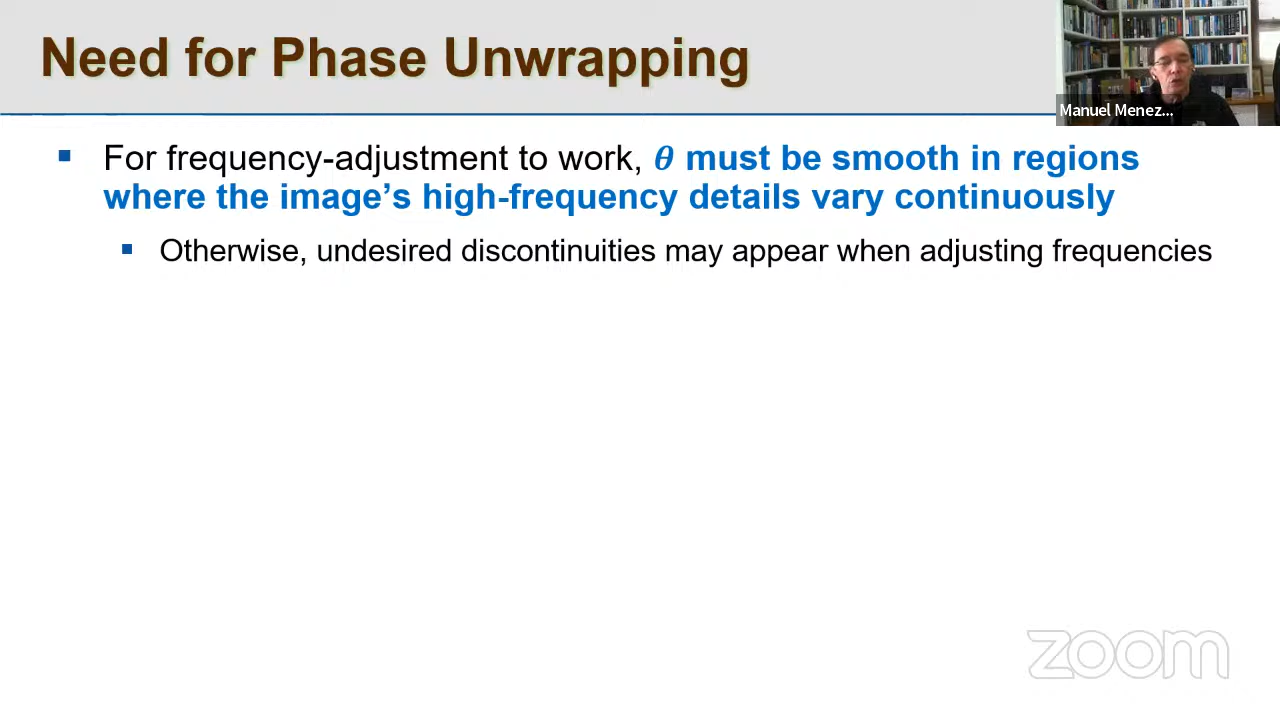 Need for Phase Unwrapping
Manuel Menez...
▪ For frequency-adjustment to work, θ must be smooth in regions
where the image's high-frequency details vary continuously
▪ Otherwise, undesired discontinuities may appear when adjusting frequencies
zoom